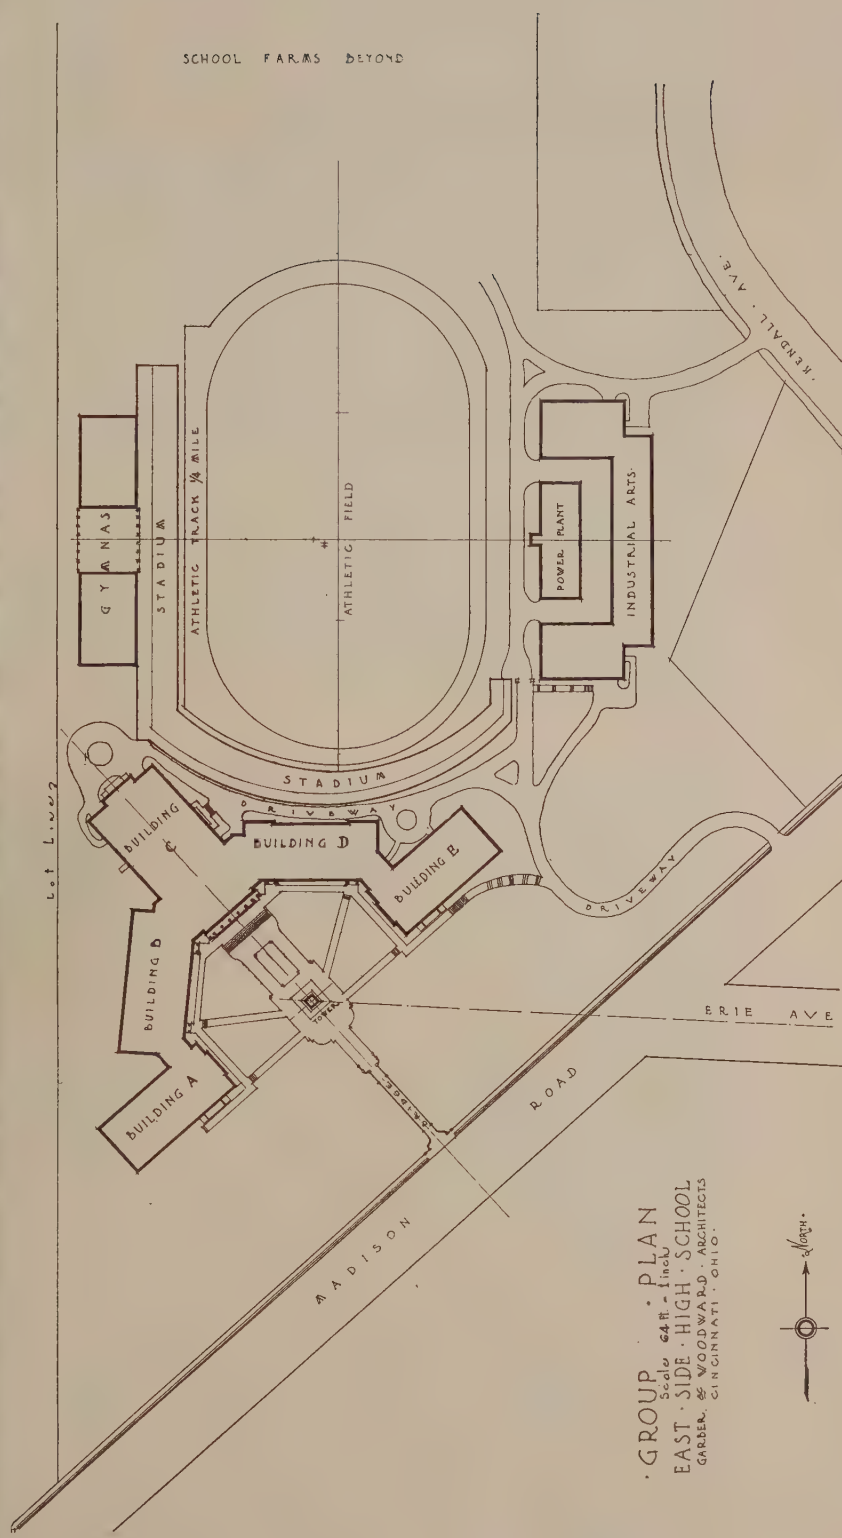 SCHOOL FARMS BEYOND
·KENDALL·AVE.
GYMNAS
STADIUM
ATHLETIC TRACK 1/4 MILE
ATHLETIC FIELD
POWER PLANT
INDUSTRIAL ARTS·
STADIUM
DRIVEWAY
Lot Line
BUILDING
C
BUILDING D
BUILDING E
BUILDING B
BUILDING A
DRIVEWAY
TOWER
BRIDGE
ERIE AVE
MADISON ROAD
·GROUP·PLAN
Scale 64 ft. = 1 inch
EAST·SIDE·HIGH·SCHOOL
GARBER & WOODWARD·ARCHITECTS
CINCINNATI·OHIO·
NORTH·